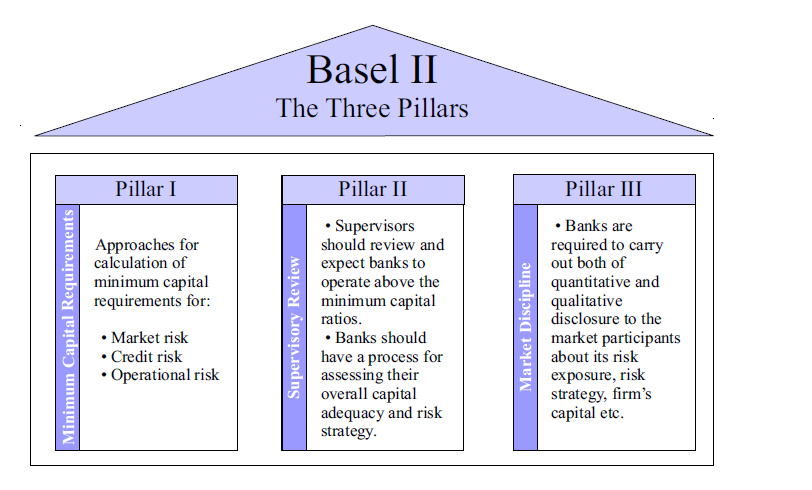 Basel II
The Three Pillars
Pillar I
Minimum Capital Requirements
Approaches for
calculation of
minimum capital
requirements for:
• Market risk
• Credit risk
• Operational risk
Pillar II
Supervisory Review
• Supervisors
should review and
expect banks to
operate above the
minimum capital
ratios.
• Banks should
have a process for
assessing their
overall capital
adequacy and risk
strategy.
Pillar III
Market Discipline
• Banks are
required to carry
out both of
quantitative and
qualitative
disclosure to the
market participants
about its risk
exposure, risk
strategy, firm’s
capital etc.